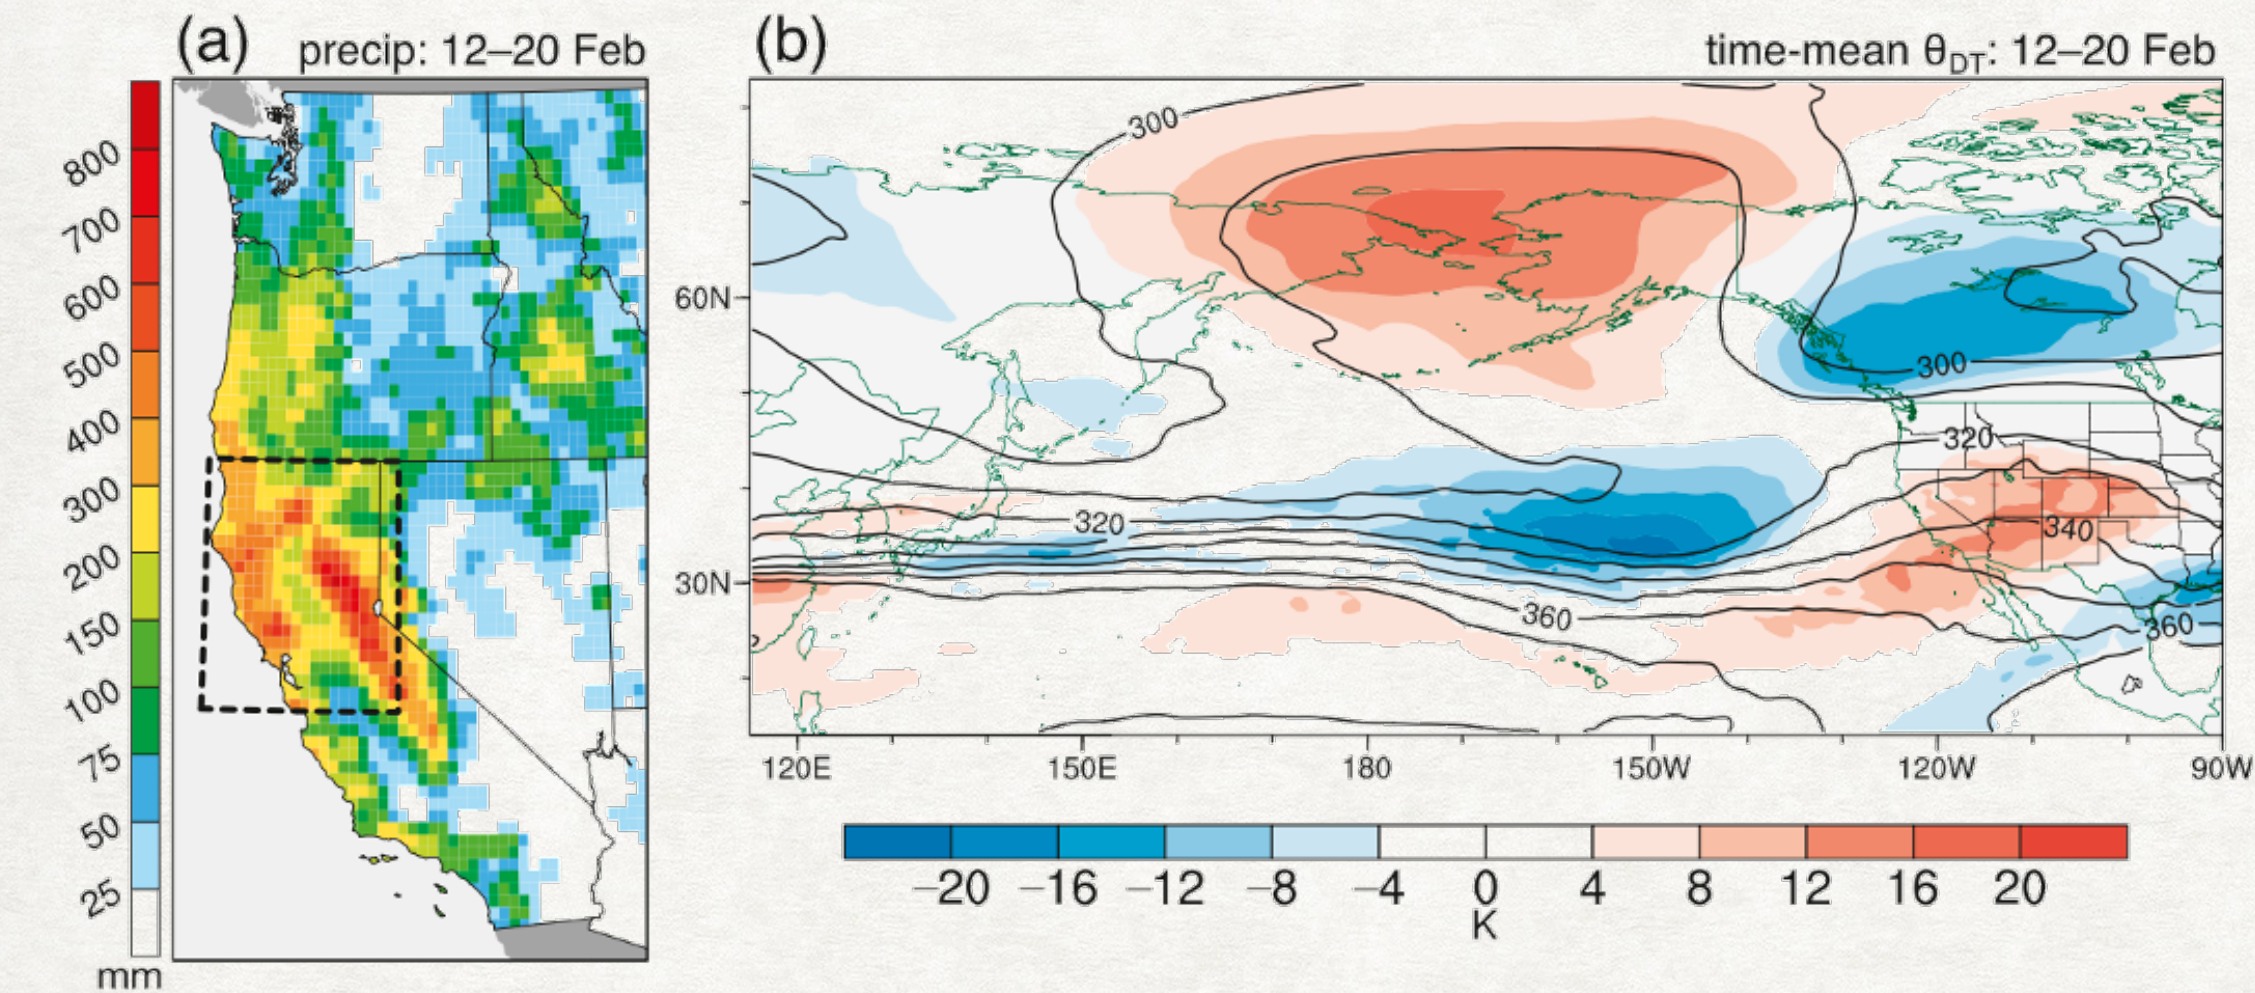 (a) precip: 12–20 Feb
800
700
600
500
400
300
200
150
100
75
50
25
mm
(b) time-mean θDT: 12–20 Feb
300
300
320
320
340
360
360
60N
30N
120E 150E 180 150W 120W 90W
−20 −16 −12 −8 −4 0 4 8 12 16 20
K